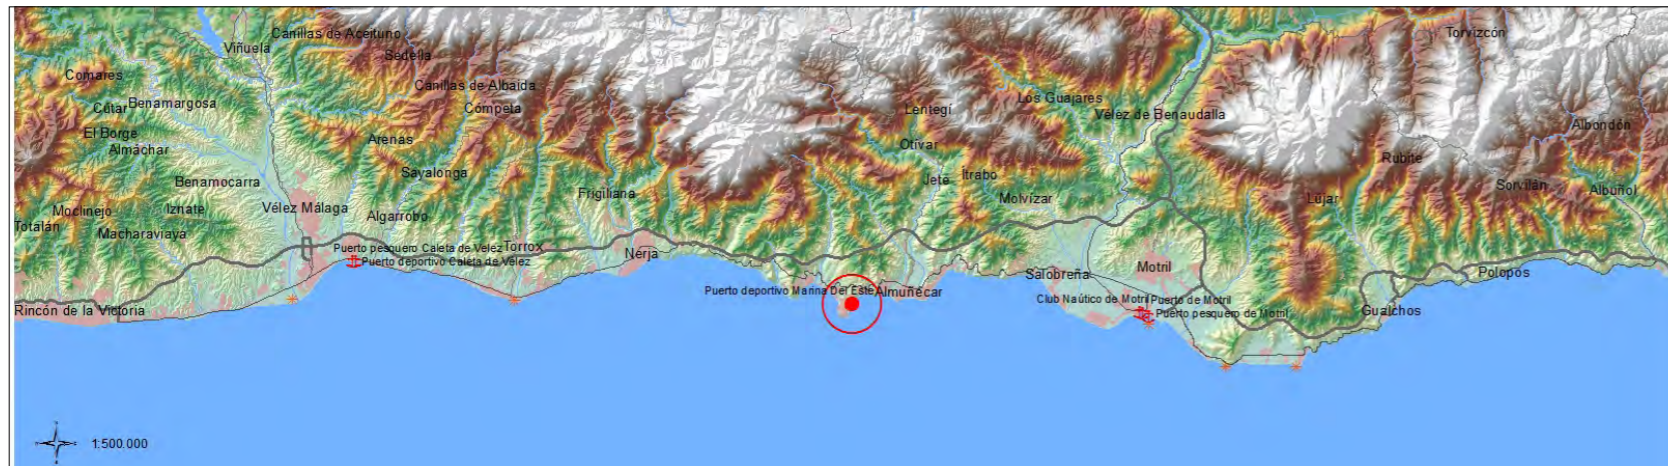 Viñuela
Canillas de Aceituno
Sedella
Torvizcón
Comares
Canillas de Albaida
Cútar
Benamargosa
Cómpeta
Lentegí
Los Guajares
Vélez de Benaudalla
Albondón
El Borge
Almáchar
Arenas
Otívar
Rubite
Benamocarra
Sayalonga
Frigiliana
Jete
Ítrabo
Molvízar
Lújar
Sorvilán
Albuñol
Moclinejo
Iznate
Vélez Málaga
Algarrobo
Totalán
Macharaviaya
Puerto pesquero Caleta de Velez
Torrox
Puerto deportivo Caleta de Vélez
Nerja
Salobreña
Motril
Polopos
Puerto deportivo Marina Del Este
Almuñécar
Club Naútico de Motril
Puerto de Motril
Rincón de la Victoria
Puerto pesquero de Motril
Gualchos
1:500.000